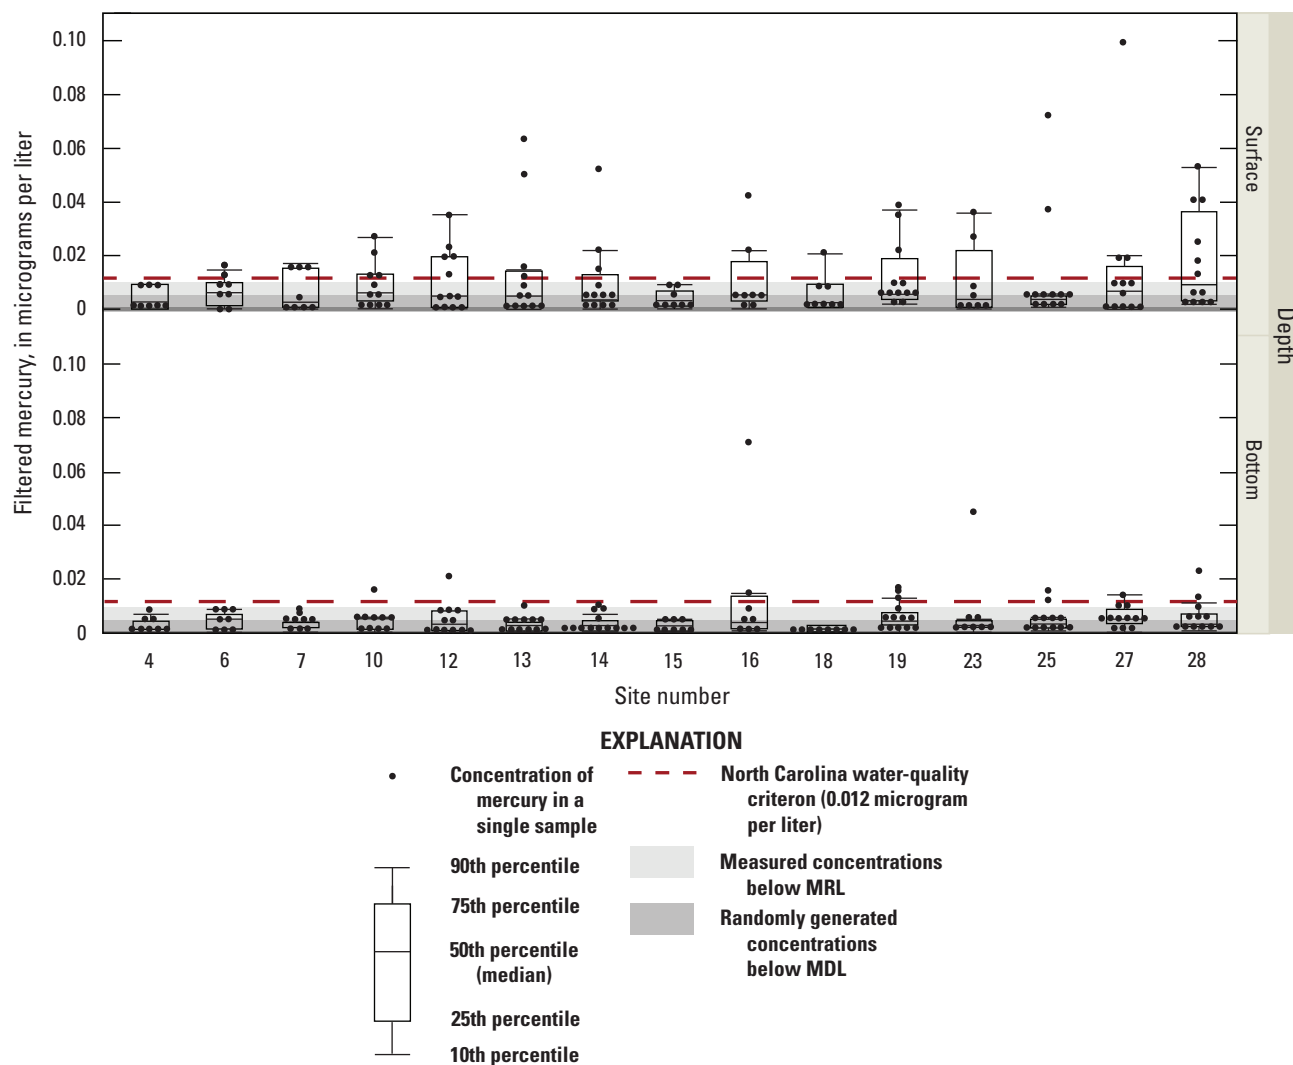 Filtered mercury, in micrograms per liter
0.10
0.08
0.06
0.04
0.02
0
0.10
0.08
0.06
0.04
0.02
0
Surface
Bottom
Depth
4 6 7 10 12 13 14 15 16 18 19 23 25 27 28
Site number
EXPLANATION
Concentration of
mercury in a
single sample
90th percentile
75th percentile
50th percentile
(median)
25th percentile
10th percentile
North Carolina water-quality
criteron (0.012 microgram
per liter)
Measured concentrations
below MRL
Randomly generated
concentrations
below MDL